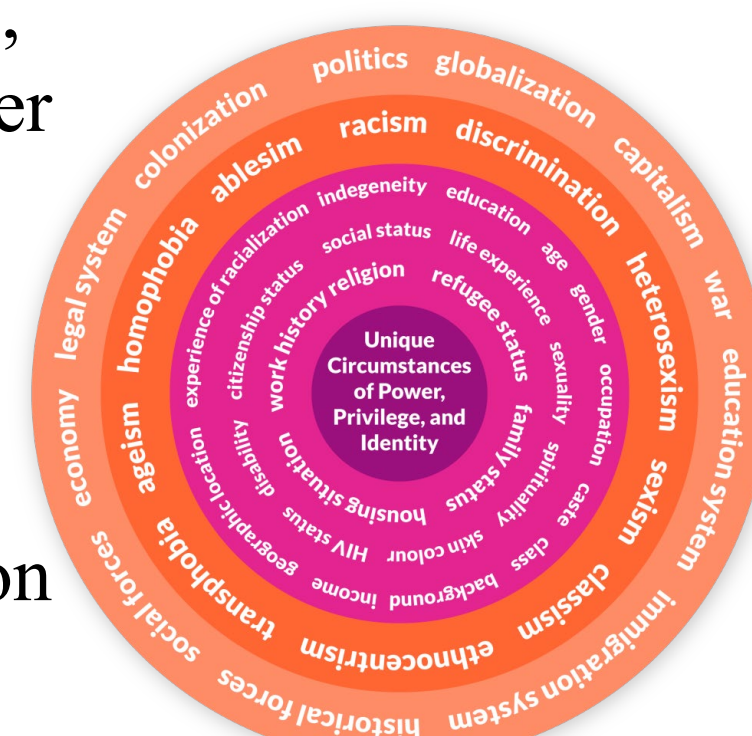 ,
er
on
politics
globalization
capitalism
war
education system
immigration system
historical forces
social forces
economy
legal system
colonization
racism
discrimination
heterosexism
sexism
classism
ethnocentrism
transphobia
ageism
homophobia
ablesim
indegeneity
education
age
gender
occupation
caste
class
background
income
geographic location
experience of racialization
social status
life experience
sexuality
spirituality
skin colour
HIV status
disability
citizenship status
religion
refugee status
family status
housing situation
work history
Unique
Circumstances
of Power,
Privilege, and
Identity